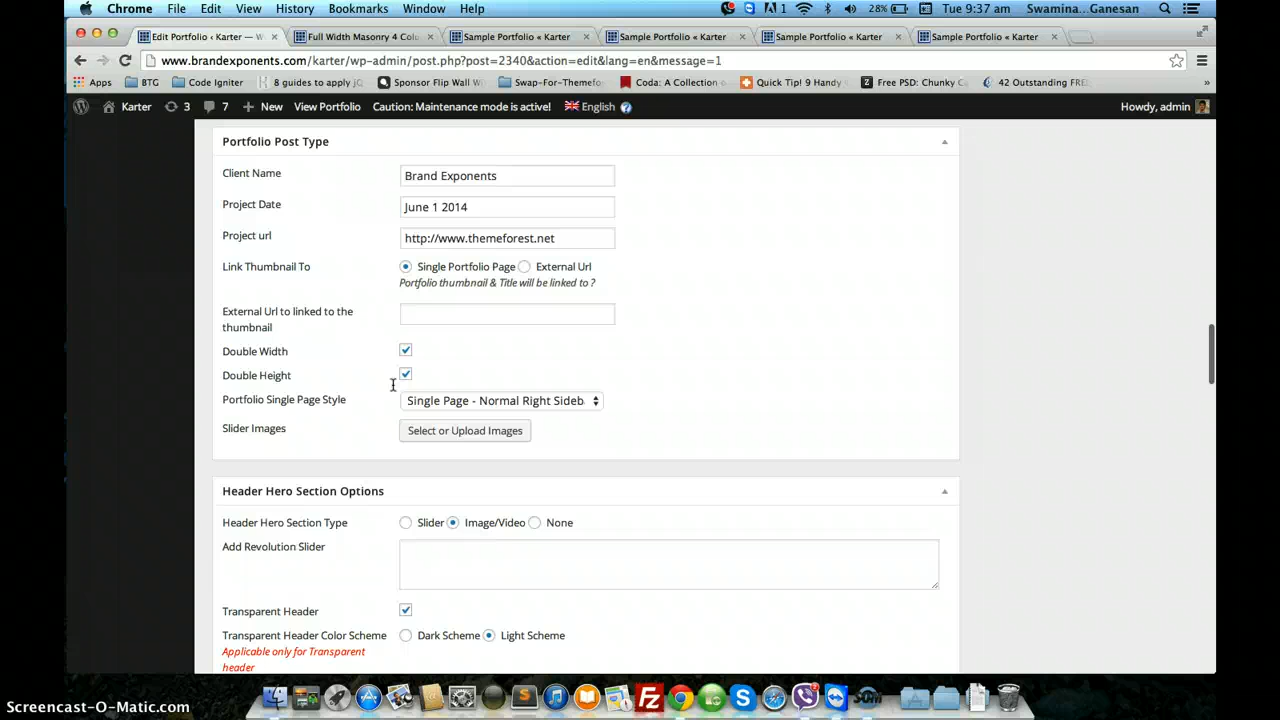 Chrome File Edit View History Bookmarks Window Help 1 28% Tue 9:37 am Swamina...Ganesan
Edit Portfolio ‹ Karter — W × Full Width Masonry 4 Colu × Sample Portfolio « Karter × Sample Portfolio « Karter × Sample Portfolio « Karter × Sample Portfolio « Karter ×
www.brandexponents.com/karter/wp-admin/post.php?post=2340&action=edit&lang=en&message=1
Apps BTG Code Igniter 8 guides to apply jQ Sponsor Flip Wall Wi Swap-For-Themefo Coda: A Collection o Quick Tip! 9 Handy Free PSD: Chunky Ca 42 Outstanding FRE »
Karter 3 7 + New View Portfolio Caution: Maintenance mode is active! English ? Howdy, admin
Portfolio Post Type
Client Name Brand Exponents
Project Date June 1 2014
Project url http://www.themeforest.net
Link Thumbnail To Single Portfolio Page External Url
Portfolio thumbnail & Title will be linked to ?
External Url to linked to the
thumbnail
Double Width
Double Height
Portfolio Single Page Style Single Page - Normal Right Sideb
Slider Images Select or Upload Images
Header Hero Section Options
Header Hero Section Type Slider Image/Video None
Add Revolution Slider
Transparent Header
Transparent Header Color Scheme Dark Scheme Light Scheme
Applicable only for Transparent
header
Screencast-O-Matic.com